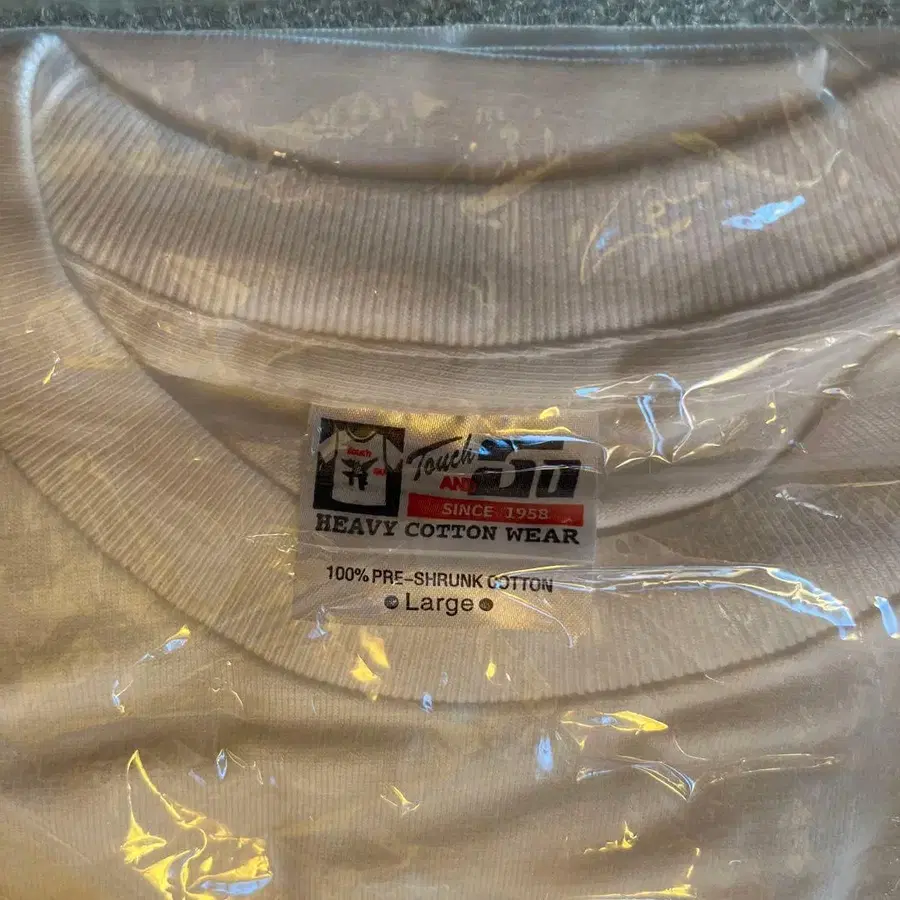 Touch
AND
SINCE 1958
HEAVY COTTON WEAR
100% PRE-SHRUNK COTTON
Large